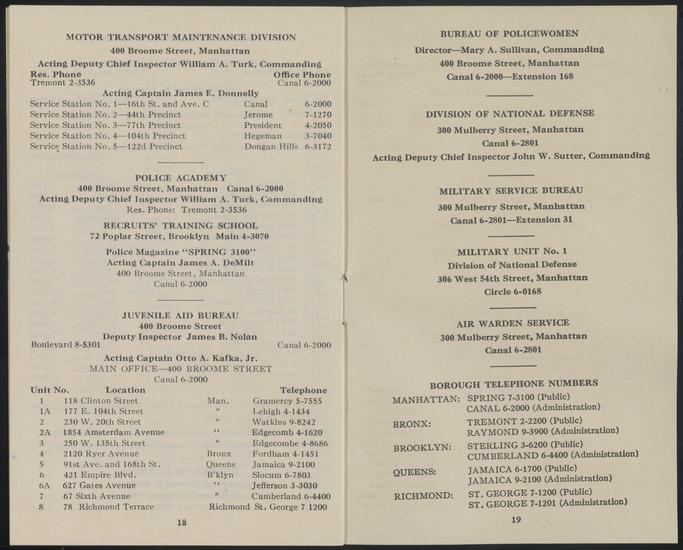 MOTOR TRANSPORT MAINTENANCE DIVISION
400 Broome Street, Manhattan
Acting Deputy Chief Inspector William A. Turk, Commanding
Res. Phone Office Phone
Tremont 2-3536 Canal 6-2000
Acting Captain James E. Donnelly
Service Station No. 1—16th St. and Ave. C Canal 6-2000
Service Station No. 2—44th Precinct Jerome 7-1270
Service Station No. 3—77th Precinct President 4-2050
Service Station No. 4—104th Precinct Hegeman 3-7040
Service Station No. 5—122d Precinct Dongan Hills 6-3172
POLICE ACADEMY
400 Broome Street, Manhattan Canal 6-2000
Acting Deputy Chief Inspector William A. Turk, Commanding
Res. Phone: Tremont 2-3536
RECRUITS' TRAINING SCHOOL
72 Poplar Street, Brooklyn Main 4-3070
Police Magazine "SPRING 3100"
Acting Captain James A. DeMilt
400 Broome Street, Manhattan
Canal 6-2000
JUVENILE AID BUREAU
400 Broome Street
Deputy Inspector James B. Nolan
Boulevard 8-5301 Canal 6-2000
Acting Captain Otto A. Kafka, Jr.
MAIN OFFICE—400 BROOME STREET
Canal 6-2000
Unit No. Location Telephone
1 118 Clinton Street Man. Gramercy 5-7555
1A 177 E. 104th Street " Lehigh 4-1434
2 230 W. 20th Street " Watkins 9-8242
2A 1854 Amsterdam Avenue " Edgecomb 4-1620
3 250 W. 135th Street " Edgecombe 4-8686
4 2120 Ryer Avenue Bronx Fordham 4-1451
5 91st Ave. and 168th St. Queens Jamaica 9-2100
6 421 Empire Blvd. B'klyn Slocum 6-7803
6A 627 Gates Avenue " Jefferson 3-3030
7 67 Sixth Avenue " Cumberland 6-4400
8 78 Richmond Terrace Richmond St. George 7 1200
18
BUREAU OF POLICEWOMEN
Director—Mary A. Sullivan, Commanding
400 Broome Street, Manhattan
Canal 6-2000—Extension 168
DIVISION OF NATIONAL DEFENSE
300 Mulberry Street, Manhattan
Canal 6-2801
Acting Deputy Chief Inspector John W. Sutter, Commanding
MILITARY SERVICE BUREAU
300 Mulberry Street, Manhattan
Canal 6-2801—Extension 31
MILITARY UNIT No. 1
Division of National Defense
306 West 54th Street, Manhattan
Circle 6-0168
AIR WARDEN SERVICE
300 Mulberry Street, Manhattan
Canal 6-2801
BOROUGH TELEPHONE NUMBERS
MANHATTAN: SPRING 7-3100 (Public)
CANAL 6-2000 (Administration)
BRONX: TREMONT 2-2200 (Public)
RAYMOND 9-3900 (Administration)
BROOKLYN: STERLING 3-6200 (Public)
CUMBERLAND 6-4400 (Administration)
QUEENS: JAMAICA 6-1700 (Public)
JAMAICA 9-2100 (Administration)
RICHMOND: ST. GEORGE 7-1200 (Public)
ST. GEORGE 7-1201 (Administration)
19